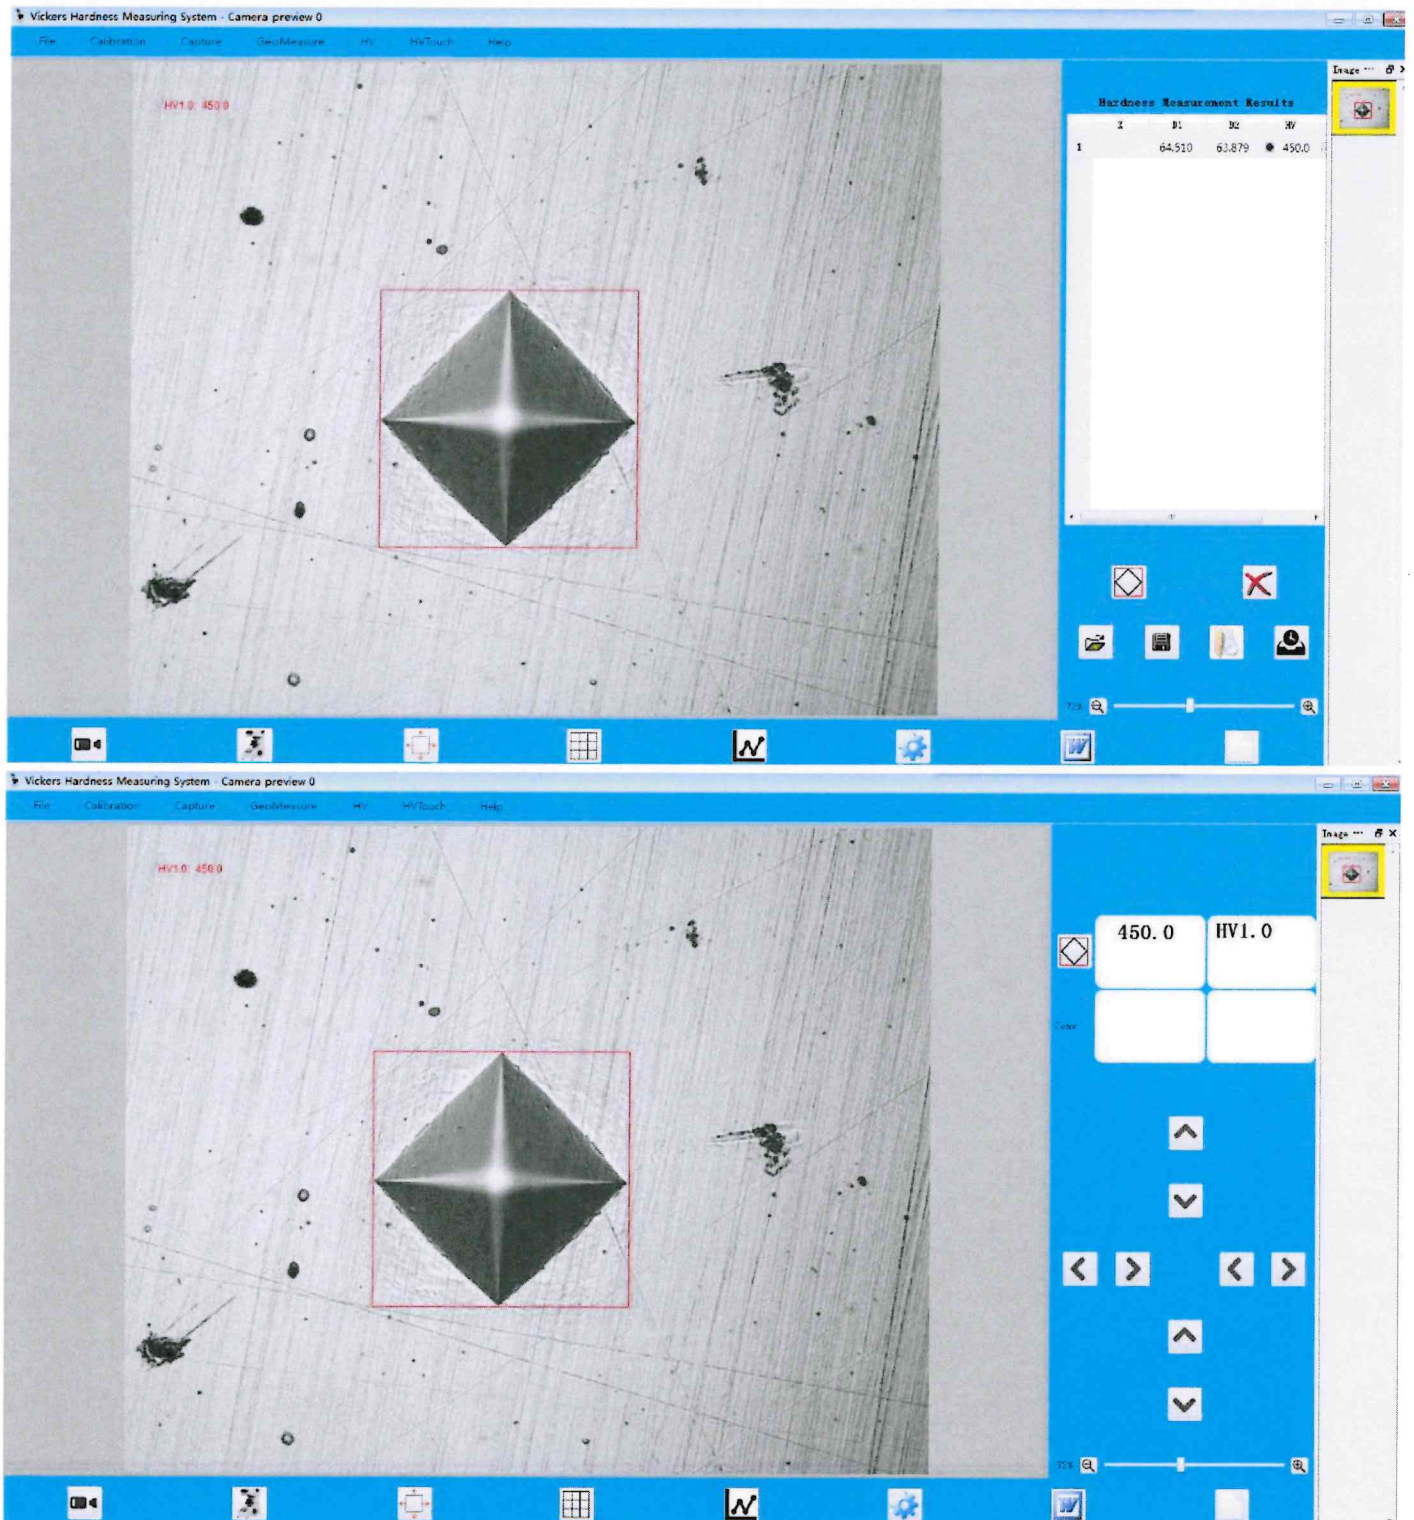 Vickers Hardness Measuring System - Camera preview 0
File Calibration Capture GeoMeasure HV HVTouch Help
Image ...
HV1.0: 450.0
Hardness Measurement Results
X D1 D2 HV
1 64.510 63.879 450.0
72%
W
Vickers Hardness Measuring System - Camera preview 0
File Calibration Capture GeoMeasure HV HVTouch Help
Image ...
HV1.0: 450.0
450.0 HV1.0
72%
W